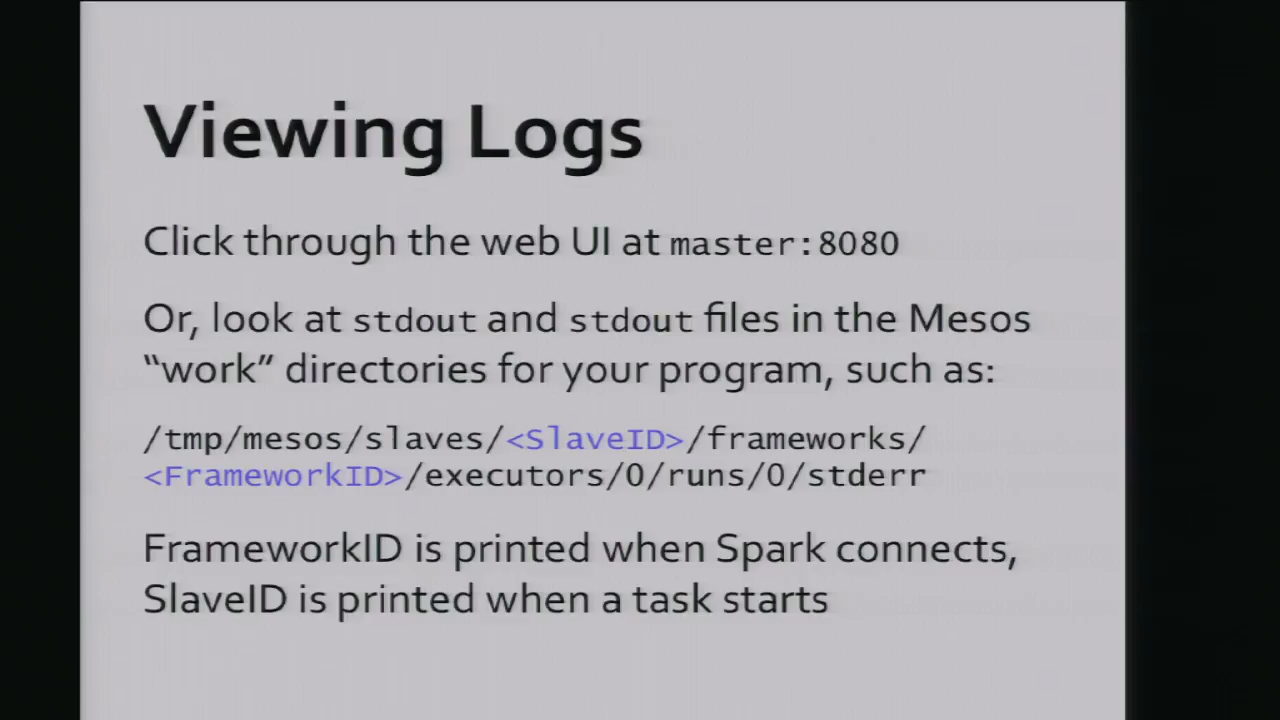 Viewing Logs
Click through the web UI at master:8080
Or, look at stdout and stdout files in the Mesos
“work” directories for your program, such as:
/tmp/mesos/slaves/<SlaveID>/frameworks/
<FrameworkID>/executors/0/runs/0/stderr
FrameworkID is printed when Spark connects,
SlaveID is printed when a task starts